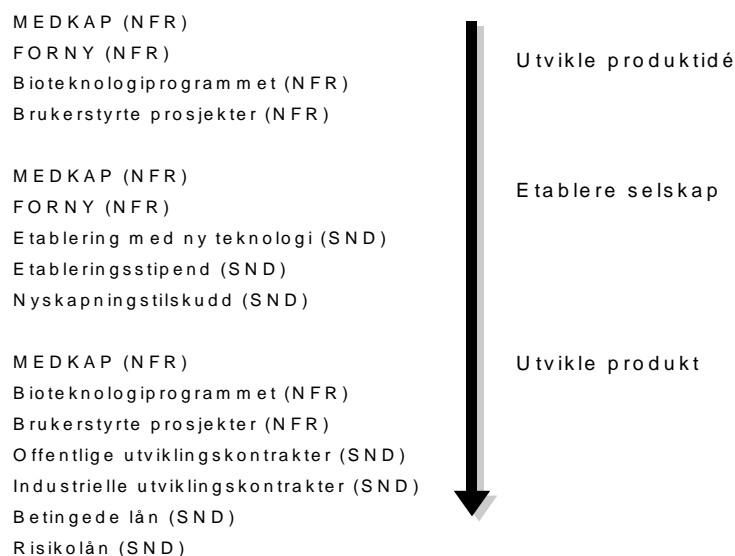 MEDKAP (NFR)
FORNY (NFR)
Bioteknologiprogrammet (NFR)
Brukerstyrte prosjekter (NFR)
Utvikle produktidé
MEDKAP (NFR)
FORNY (NFR)
Etablering med ny teknologi (SND)
Etableringsstipend (SND)
Nyskapningstilskudd (SND)
Etablere selskap
MEDKAP (NFR)
Bioteknologiprogrammet (NFR)
Brukerstyrte prosjekter (NFR)
Offentlige utviklingskontrakter (SND)
Industrielle utviklingskontrakter (SND)
Betingede lån (SND)
Risikolån (SND)
Utvikle produkt